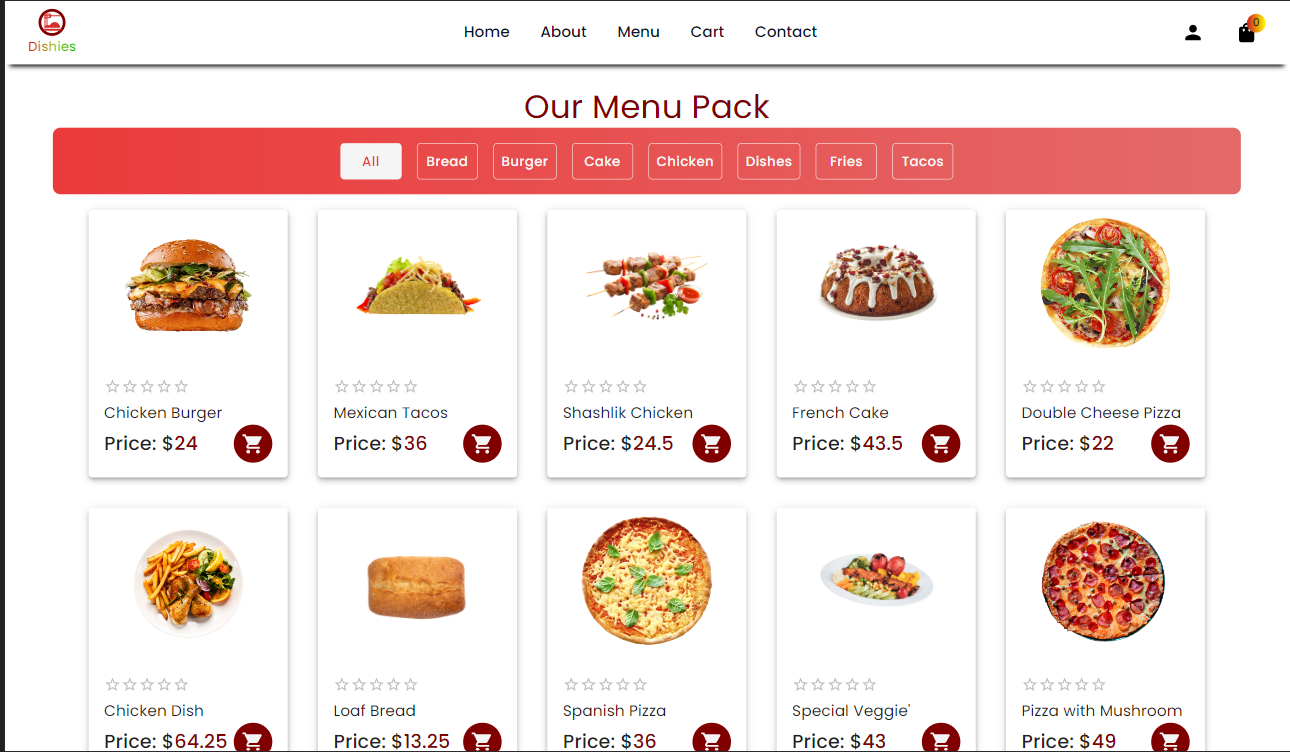 Dishies
Home About Menu Cart Contact
0
Our Menu Pack
All Bread Burger Cake Chicken Dishes Fries Tacos
Chicken Burger Mexican Tacos Shashlik Chicken French Cake Double Cheese Pizza
Price: $24 Price: $36 Price: $24.5 Price: $43.5 Price: $22
Chicken Dish Loaf Bread Spanish Pizza Special Veggie' Pizza with Mushroom
Price: $64.25 Price: $13.25 Price: $36 Price: $43 Price: $49